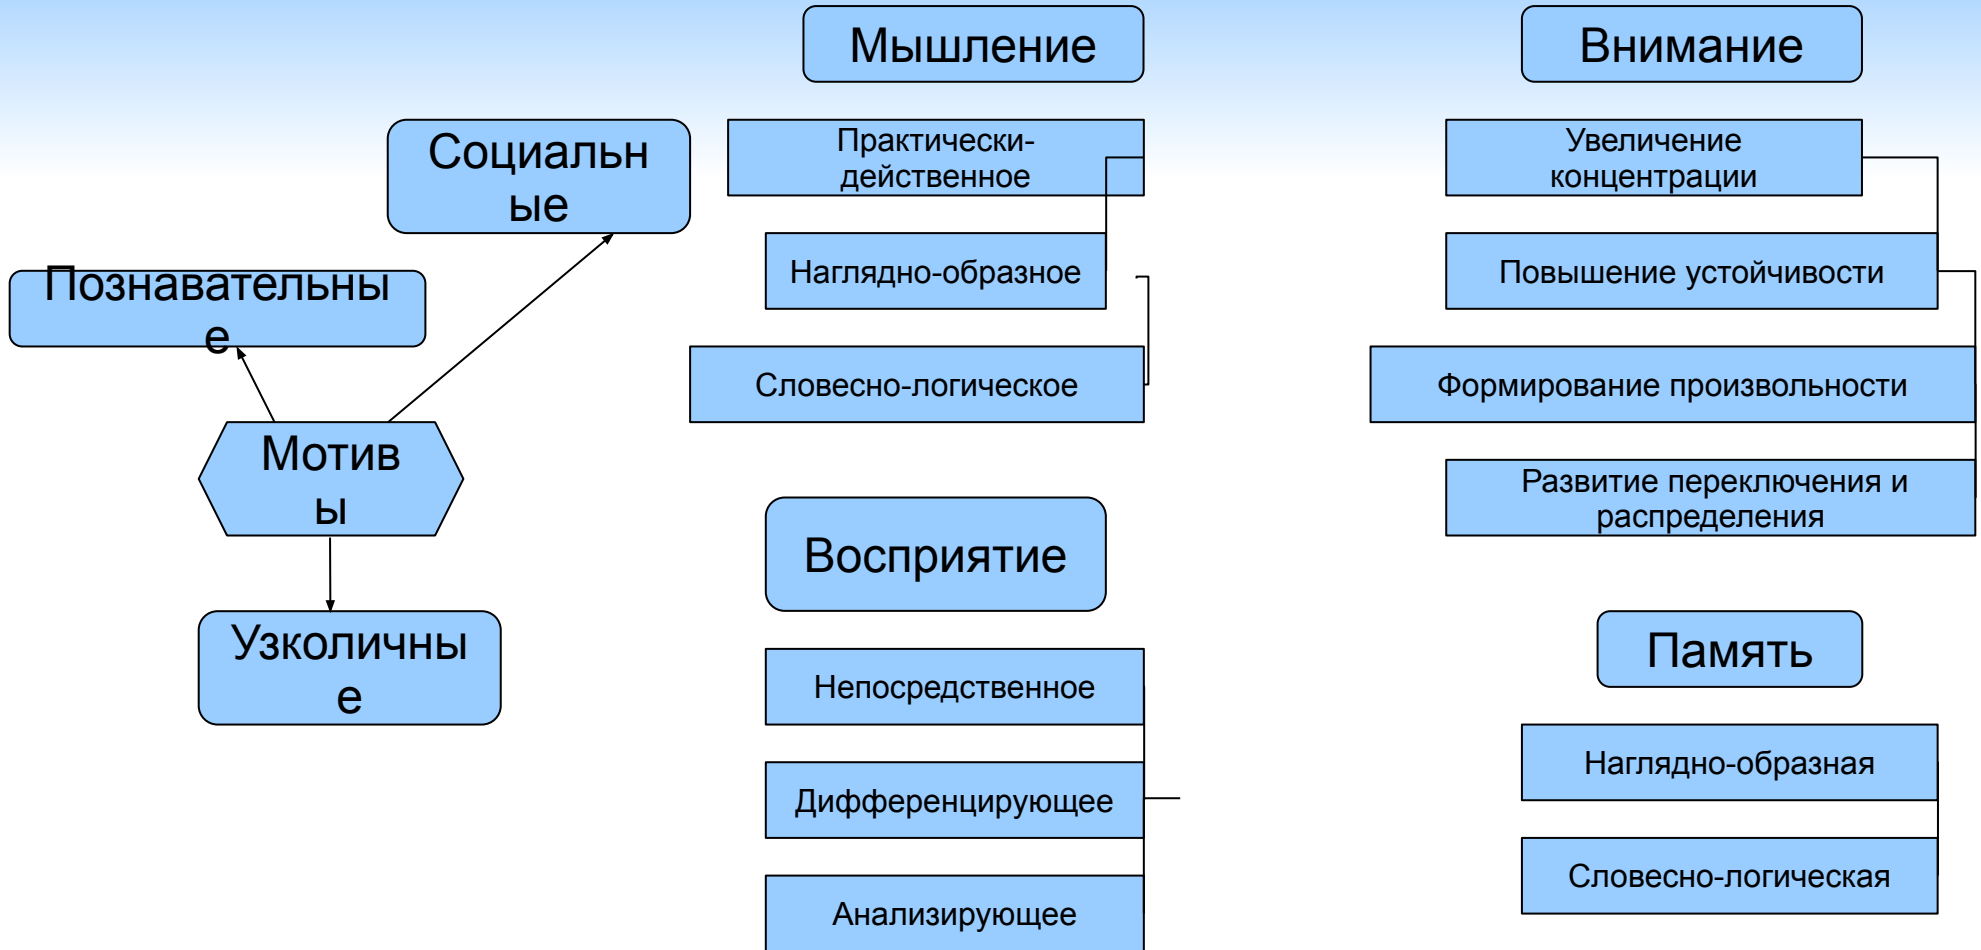 Мышление
Внимание
Социальн
ые
Практически-
действенное
Увеличение
концентрации
Познавательны
е
Наглядно-образное
Повышение устойчивости
Словесно-логическое
Формирование произвольности
Мотив
ы
Развитие переключения и
распределения
Восприятие
Узколичны
е
Память
Непосредственное
Наглядно-образная
Дифференцирующее
Словесно-логическая
Анализирующее